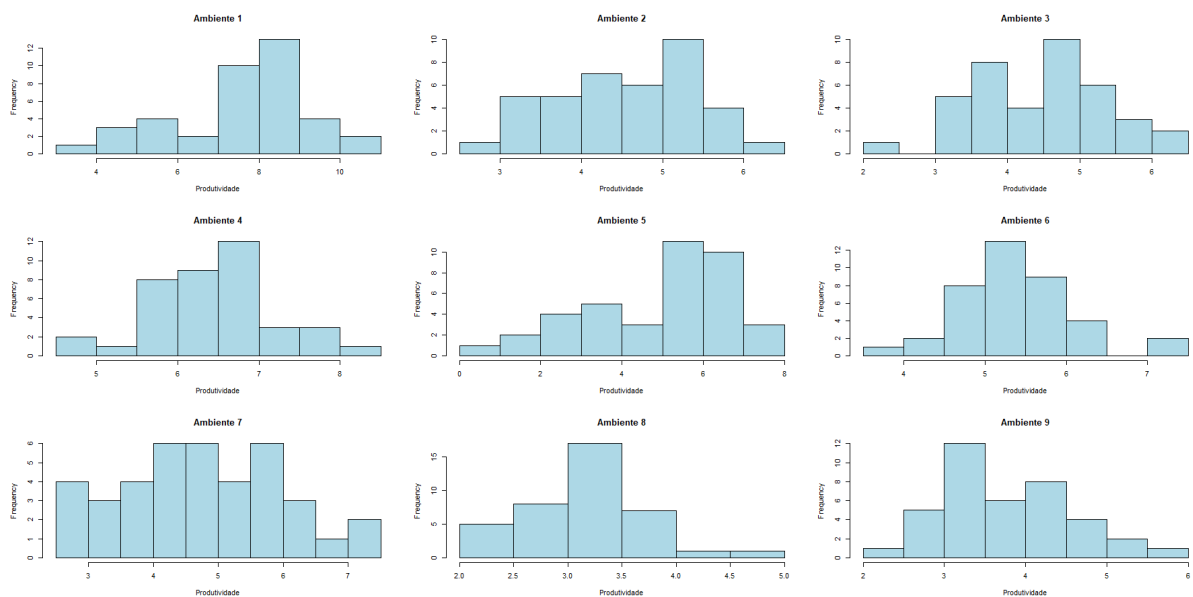 Ambiente 1
Frequency
0 2 4 6 8 10 12
4 6 8 10
Produtividade
Ambiente 2
Frequency
0 2 4 6 8 10
3 4 5 6
Produtividade
Ambiente 3
Frequency
0 2 4 6 8 10
2 3 4 5 6
Produtividade
Ambiente 4
Frequency
0 2 4 6 8 10 12
5 6 7 8
Produtividade
Ambiente 5
Frequency
0 2 4 6 8 10
0 2 4 6 8
Produtividade
Ambiente 6
Frequency
0 2 4 6 8 10 12
4 5 6 7
Produtividade
Ambiente 7
Frequency
0 1 2 3 4 5 6
3 4 5 6 7
Produtividade
Ambiente 8
Frequency
0 5 10 15
2.0 2.5 3.0 3.5 4.0 4.5 5.0
Produtividade
Ambiente 9
Frequency
0 2 4 6 8 10 12
2 3 4 5 6
Produtividade